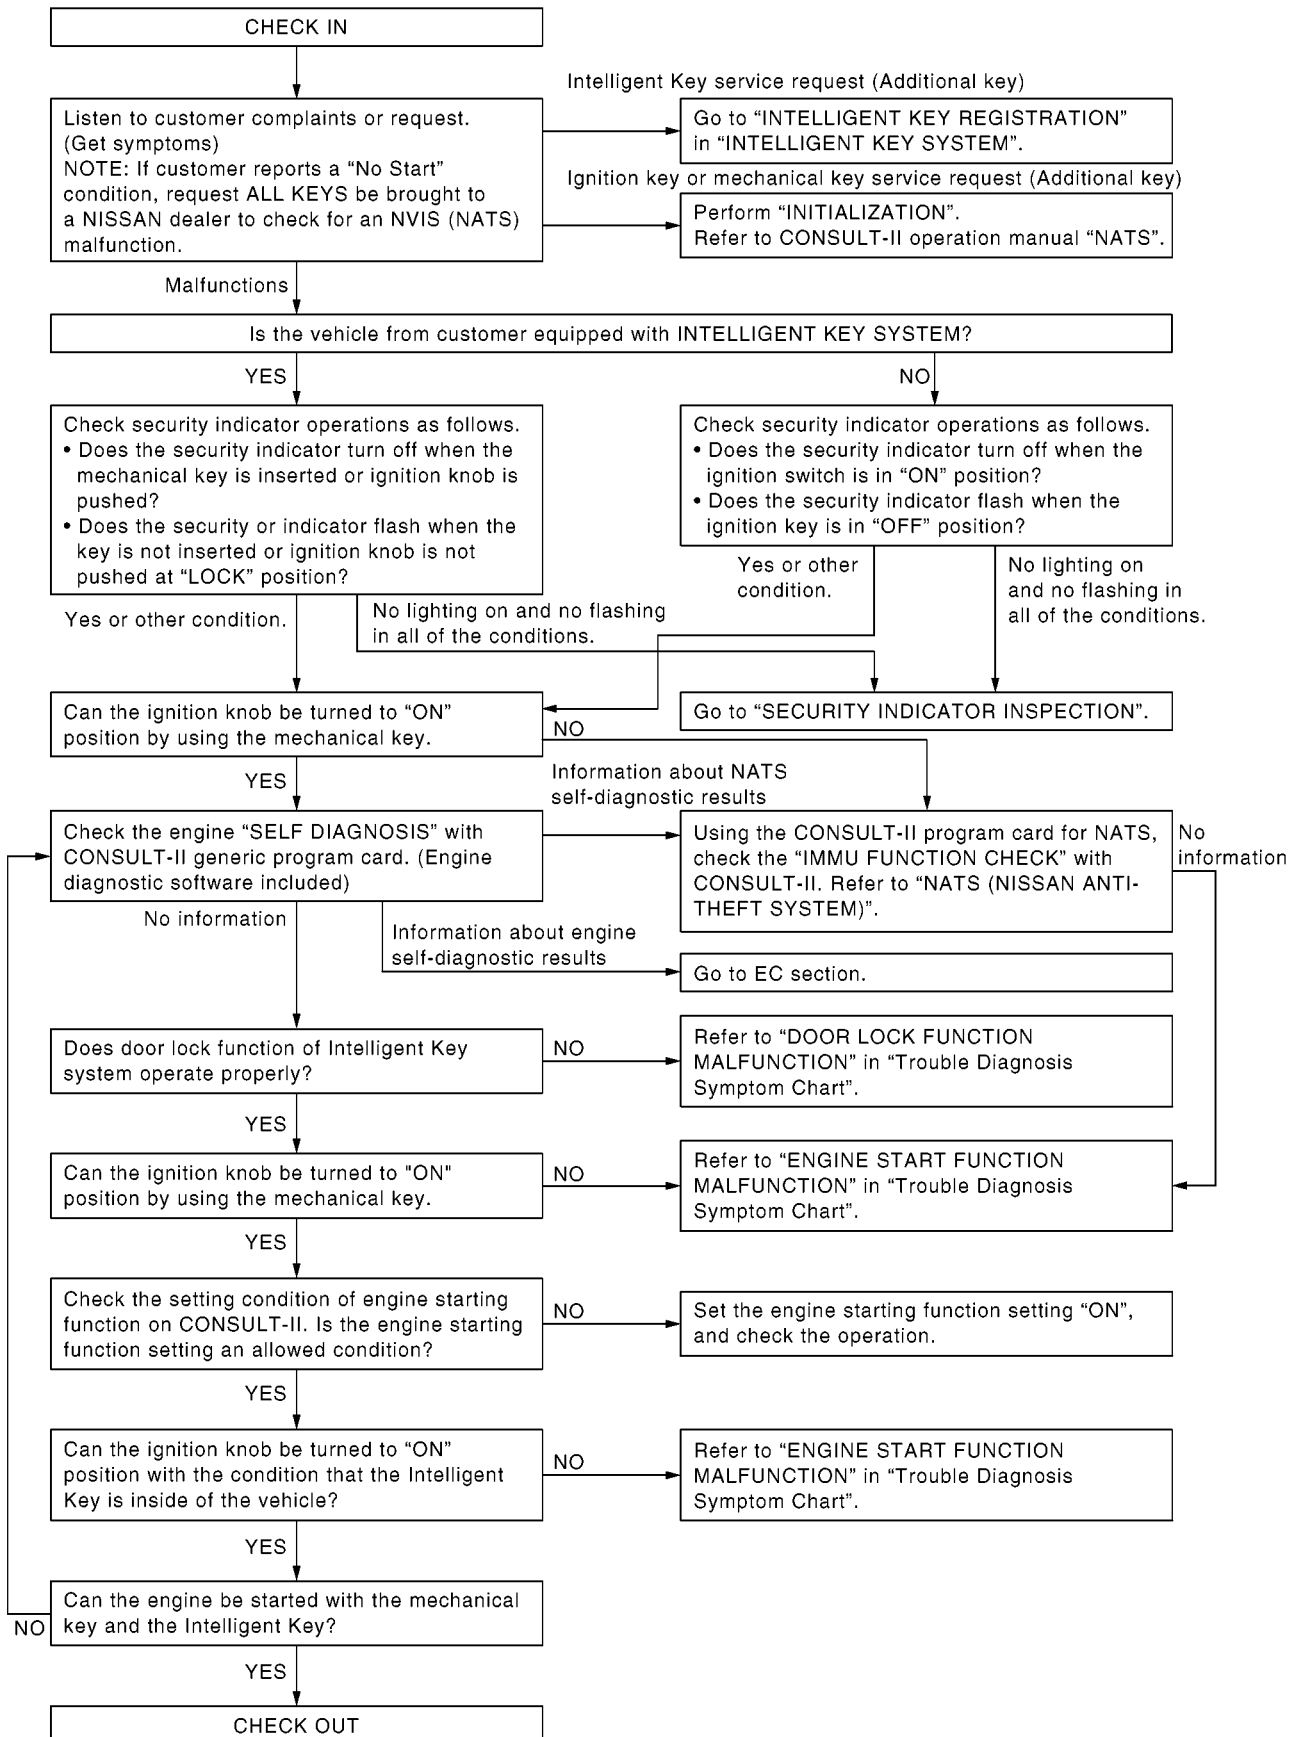 CHECK IN
Intelligent Key service request (Additional key)
Listen to customer complaints or request.
(Get symptoms)
NOTE: If customer reports a “No Start”
condition, request ALL KEYS be brought to
a NISSAN dealer to check for an NVIS (NATS)
malfunction.
Go to “INTELLIGENT KEY REGISTRATION”
in “INTELLIGENT KEY SYSTEM”.
Ignition key or mechanical key service request (Additional key)
Perform “INITIALIZATION”.
Refer to CONSULT-II operation manual “NATS”.
Malfunctions
Is the vehicle from customer equipped with INTELLIGENT KEY SYSTEM?
YES
NO
Check security indicator operations as follows.
• Does the security indicator turn off when the
mechanical key is inserted or ignition knob is
pushed?
• Does the security or indicator flash when the
key is not inserted or ignition knob is not
pushed at “LOCK” position?
Check security indicator operations as follows.
• Does the security indicator turn off when the
ignition switch is in “ON” position?
• Does the security indicator flash when the
ignition key is in “OFF” position?
Yes or other condition.
No lighting on and no flashing
in all of the conditions.
Yes or other
condition.
No lighting on
and no flashing in
all of the conditions.
Can the ignition knob be turned to “ON”
position by using the mechanical key.
Go to “SECURITY INDICATOR INSPECTION”.
NO
YES
Information about NATS
self-diagnostic results
Check the engine “SELF DIAGNOSIS” with
CONSULT-II generic program card. (Engine
diagnostic software included)
Using the CONSULT-II program card for NATS,
check the “IMMU FUNCTION CHECK” with
CONSULT-II. Refer to “NATS (NISSAN ANTI-
THEFT SYSTEM)”.
No
information
No information
Information about engine
self-diagnostic results
Go to EC section.
Does door lock function of Intelligent Key
system operate properly?
NO
Refer to “DOOR LOCK FUNCTION
MALFUNCTION” in “Trouble Diagnosis
Symptom Chart”.
YES
Can the ignition knob be turned to "ON"
position by using the mechanical key.
NO
Refer to “ENGINE START FUNCTION
MALFUNCTION” in “Trouble Diagnosis
Symptom Chart”.
YES
Check the setting condition of engine starting
function on CONSULT-II. Is the engine starting
function setting an allowed condition?
NO
Set the engine starting function setting “ON”,
and check the operation.
YES
Can the ignition knob be turned to “ON”
position with the condition that the Intelligent
Key is inside of the vehicle?
NO
Refer to “ENGINE START FUNCTION
MALFUNCTION” in “Trouble Diagnosis
Symptom Chart”.
YES
Can the engine be started with the mechanical
key and the Intelligent Key?
NO
YES
CHECK OUT